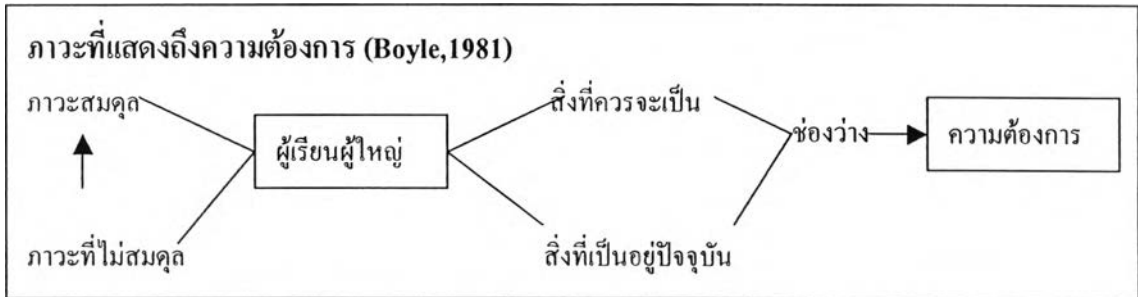 ภาวะที่แสดงถึงความต้องการ (Boyle,1981)
ภาวะสมดุล
สิ่งที่ควรจะเป็น
ผู้เรียนผู้ใหญ่
ช่องว่าง
ความต้องการ
ภาวะที่ไม่สมดุล
สิ่งที่เป็นอยู่ปัจจุบัน